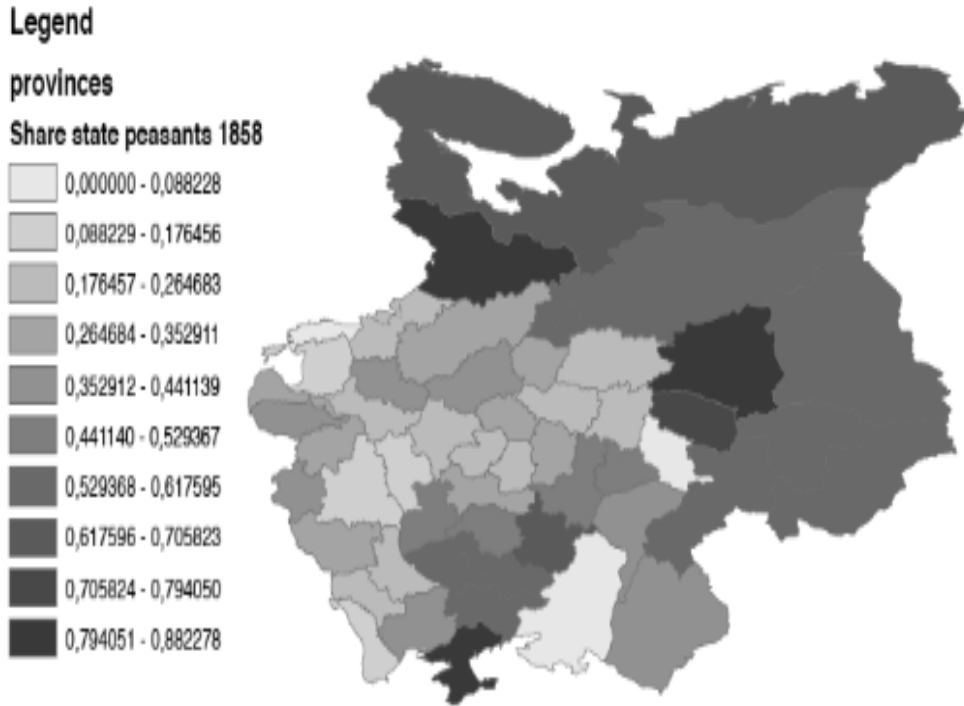 Legend
provinces
Share state peasants 1858
0,000000 - 0,088228
0,088229 - 0,176456
0,176457 - 0,264683
0,264684 - 0,352911
0,352912 - 0,441139
0,441140 - 0,529367
0,529368 - 0,617595
0,617596 - 0,705823
0,705824 - 0,794050
0,794051 - 0,882278